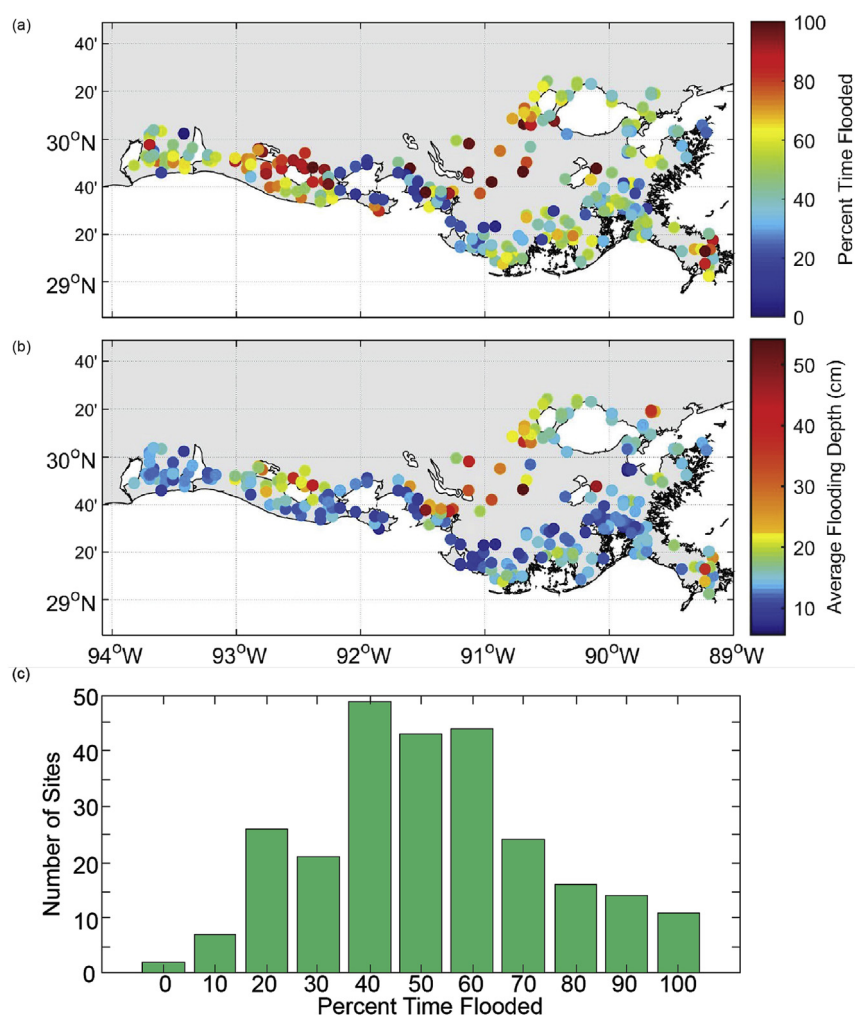 (a)
40'
20'
30°N
40'
20'
29°N
100
80
60
40
20
0
Percent Time Flooded
(b)
40'
20'
30°N
40'
20'
29°N
94°W 93°W 92°W 91°W 90°W 89°W
50
40
30
20
10
Average Flooding Depth (cm)
(c)
50
40
30
20
10
0
Number of Sites
0 10 20 30 40 50 60 70 80 90 100
Percent Time Flooded